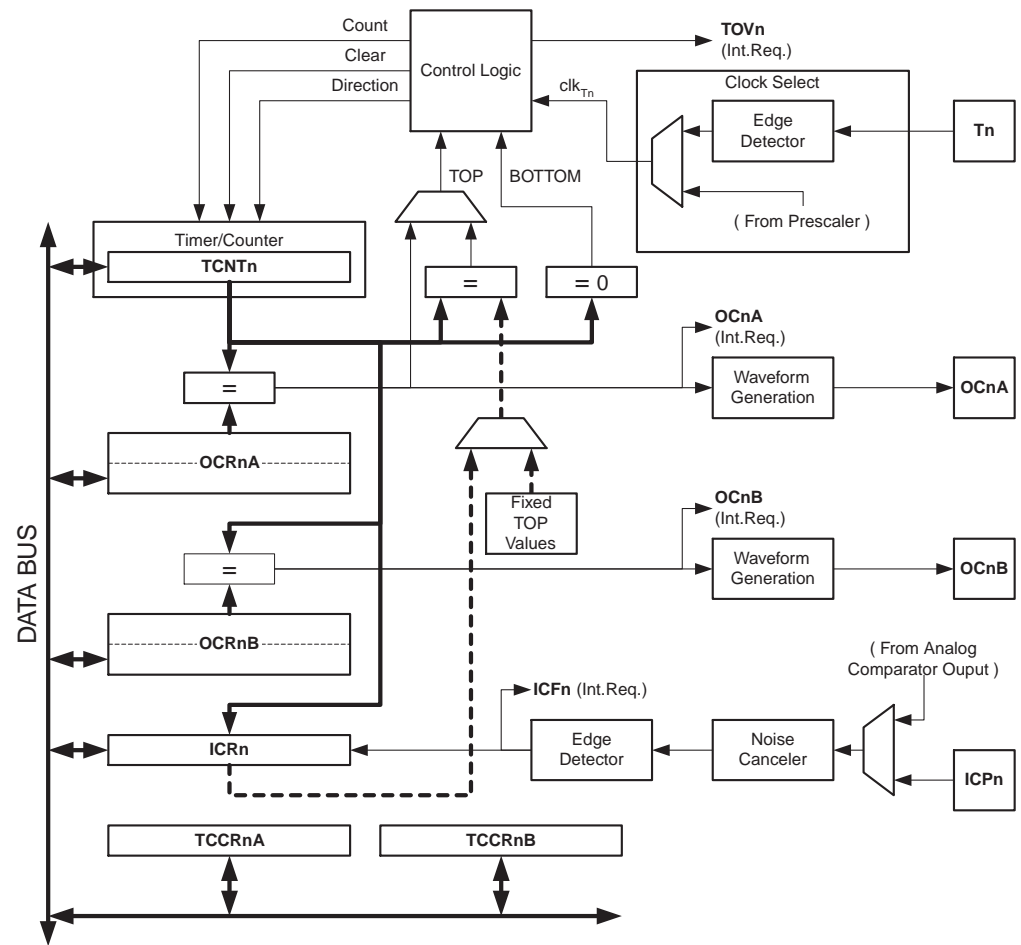 Count
Clear
Direction
Control Logic
TOVn
(Int.Req.)
clkTn
Clock Select
Edge
Detector
Tn
( From Prescaler )
TOP
BOTTOM
Timer/Counter
TCNTn
=
= 0
=
OCnA
(Int.Req.)
Waveform
Generation
OCnA
OCRnA
Fixed
TOP
Values
OCnB
(Int.Req.)
=
Waveform
Generation
OCnB
OCRnB
DATA BUS
( From Analog
Comparator Ouput )
ICFn (Int.Req.)
ICRn
Edge
Detector
Noise
Canceler
ICPn
TCCRnA
TCCRnB